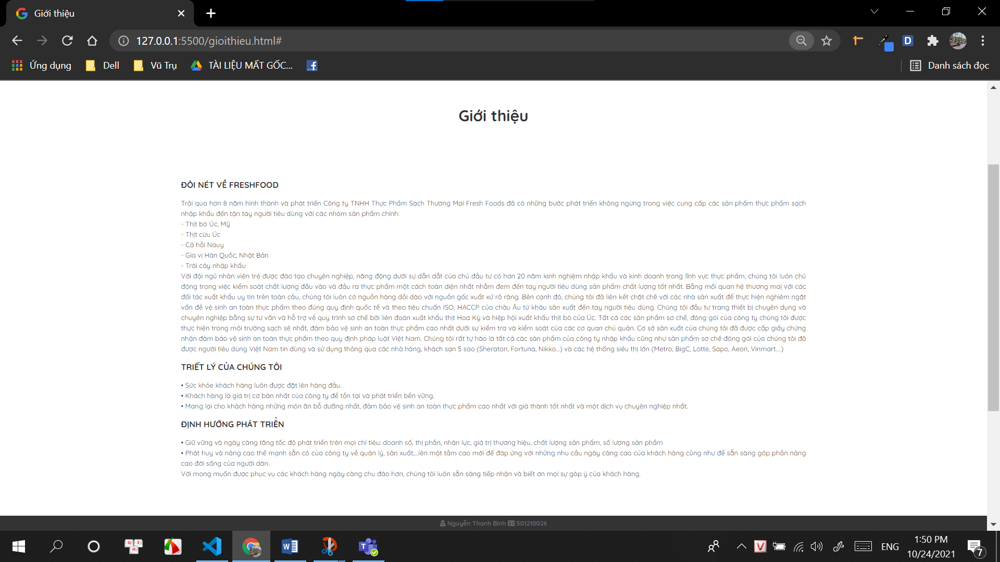 Giới thiệu
127.0.0.1:5500/gioithieu.html#
Ứng dụng
Dell
Vũ Trụ
TÀI LIỆU MẤT GỐC...
Danh sách đọc
Giới thiệu
ĐÔI NÉT VỀ FRESHFOOD
Trải qua hơn 8 năm hình thành và phát triển Công ty TNHH Thực Phẩm Sạch Thương Mại Fresh Foods đã có những bước phát triển không ngừng trong việc cung cấp các sản phẩm thực phẩm sạch
nhập khẩu đến tận tay người tiêu dùng với các nhóm sản phẩm chính:
- Thịt bò Úc, Mỹ
- Thịt cừu Úc
- Cá hồi Nauy
- Gia vị Hàn Quốc, Nhật Bản
- Trái cây nhập khẩu
Với đội ngũ nhân viên trẻ được đào tạo chuyên nghiệp, năng động dưới sự dẫn dắt của chủ đầu tư có hơn 20 năm kinh nghiệm nhập khẩu và kinh doanh trong lĩnh vực thực phẩm, chúng tôi luôn chủ
động trong việc kiểm soát chất lượng đầu vào và đầu ra thực phẩm một cách toàn diện nhất nhằm đem đến tay người tiêu dùng sản phẩm chất lượng tốt nhất. Bằng mối quan hệ thương maị với các
đối tác xuất khẩu uy tín trên toàn cầu, chúng tôi luôn có nguồn hàng dồi dào với nguồn gốc xuất xứ rõ ràng. Bên cạnh đó, chúng tôi đã liên kết chặt chẽ với các nhà sản xuất để thực hiện nghiêm ngặt
vấn đề vệ sinh an toàn thực phẩm theo đúng quy định quốc tế và theo tiêu chuẩn ISO, HACCP của châu Âu từ khâu sản xuất đến tay người tiêu dùng. Chúng tôi đầu tư trang thiết bị chuyên dụng và
chuyên nghiệp bằng sự tư vấn và hỗ trợ về quy trình sơ chế bởi liên đoàn xuất khẩu thịt Hoa Kỳ và hiệp hội xuất khẩu thịt bò của Úc. Tất cả các sản phẩm sơ chế, đóng gói của công ty chúng tôi được
thực hiện trong môi trường sạch sẽ nhất, đảm bảo vệ sinh an toàn thực phẩm cao nhất dưới sự kiểm tra và kiểm soát của các cơ quan chủ quản. Cơ sở sản xuất của chúng tôi đã được cấp giấy chứng
nhận đảm bảo vệ sinh an toàn thực phẩm theo quy định pháp luật Việt Nam. Chúng tôi rất tự hào là tất cả các sản phẩm của công ty nhập khẩu cũng như sản phẩm sơ chế đóng gói của chúng tôi đã
được người tiêu dùng Việt Nam tin dùng và sử dụng thông qua các nhà hàng, khách sạn 5 sao (Sheraton, Fortuna, Nikko...) và các hệ thống siêu thị lớn (Metro, BigC, Lotte, Sapo, Aeon, Vinmart....)
TRIẾT LÝ CỦA CHÚNG TÔI
• Sức khỏe khách hàng luôn được đặt lên hàng đầu.
• Khách hàng là giá trị cơ bản nhất của công ty để tồn tại và phát triển bền vững.
• Mang lại cho khách hàng những món ăn bổ dưỡng nhất, đảm bảo vệ sinh an toàn thực phẩm cao nhất với giá thành tốt nhất và một dịch vụ chuyên nghiệp nhất.
ĐỊNH HƯỚNG PHÁT TRIỂN
• Giữ vững và ngày càng tăng tốc độ phát triển trên mọi chỉ tiêu: doanh số, thị phần, nhân lực, giá trị thương hiệu, chất lượng sản phẩm, số lượng sản phẩm
• Phát huy và nâng cao thế mạnh sẵn có của công ty về quản lý, sản xuất,...lên một tầm cao mới để đáp ứng với những nhu cầu ngày càng cao của khách hàng cũng như để sẵn sàng góp phần nâng
cao đời sống của người dân.
Với mong muốn được phục vụ các khách hàng ngày càng chu đáo hơn, chúng tôi luôn sẵn sàng tiếp nhận và biết ơn mọi sự góp ý của khách hàng.
Nguyễn Thanh Bình 501210026
ENG
1:50 PM
10/24/2021
7